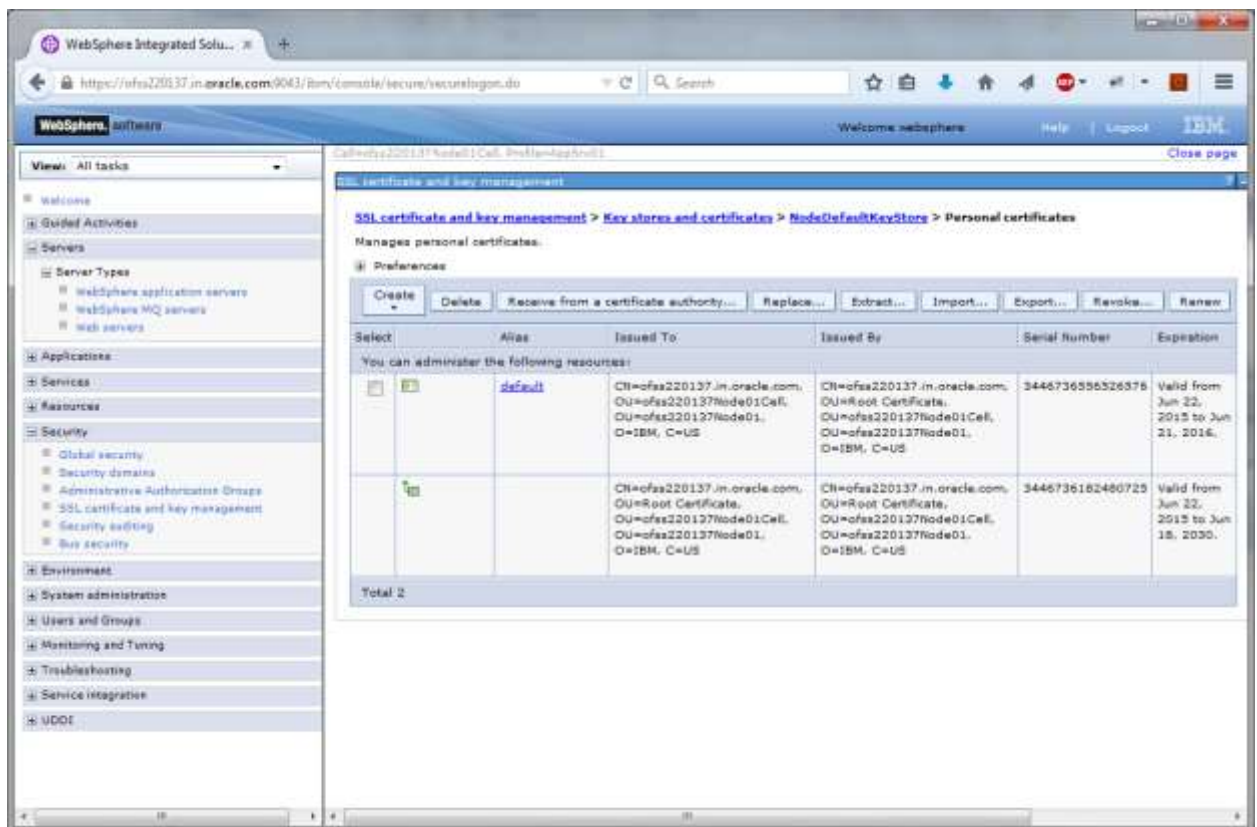 WebSphere Integrated Solu... ×
https://ofss220137.in.oracle.com:9043/ibm/console/secure/securelogon.do
Search
WebSphere. software
Welcome websphere
Help | Logout
IBM
View: All tasks
Cell=ofss220137Node01Cell, Profile=AppSrv01
Close page
Welcome
Guided Activities
Servers
Server Types
WebSphere application servers
WebSphere MQ servers
Web servers
Applications
Services
Resources
Security
Global security
Security domains
Administrative Authorization Groups
SSL certificate and key management
Security auditing
Bus security
Environment
System administration
Users and Groups
Monitoring and Tuning
Troubleshooting
Service integration
UDDI
SSL certificate and key management
?
SSL certificate and key management > Key stores and certificates > NodeDefaultKeyStore > Personal certificates
Manages personal certificates.
Preferences
Create Delete Receive from a certificate authority... Replace... Extract... Import... Export... Revoke... Renew
Select Alias Issued To Issued By Serial Number Expiration
You can administer the following resources:
default
CN=ofss220137.in.oracle.com,
OU=ofss220137Node01Cell,
OU=ofss220137Node01,
O=IBM, C=US
CN=ofss220137.in.oracle.com,
OU=Root Certificate,
OU=ofss220137Node01Cell,
OU=ofss220137Node01,
O=IBM, C=US
Valid from
Jun 22,
2015 to Jun
21, 2016.
CN=ofss220137.in.oracle.com,
OU=Root Certificate,
OU=ofss220137Node01Cell,
OU=ofss220137Node01,
O=IBM, C=US
CN=ofss220137.in.oracle.com,
OU=Root Certificate,
OU=ofss220137Node01Cell,
OU=ofss220137Node01,
O=IBM, C=US
3446736182480725
Valid from
Jun 22,
2015 to Jun
18, 2030.
Total 2